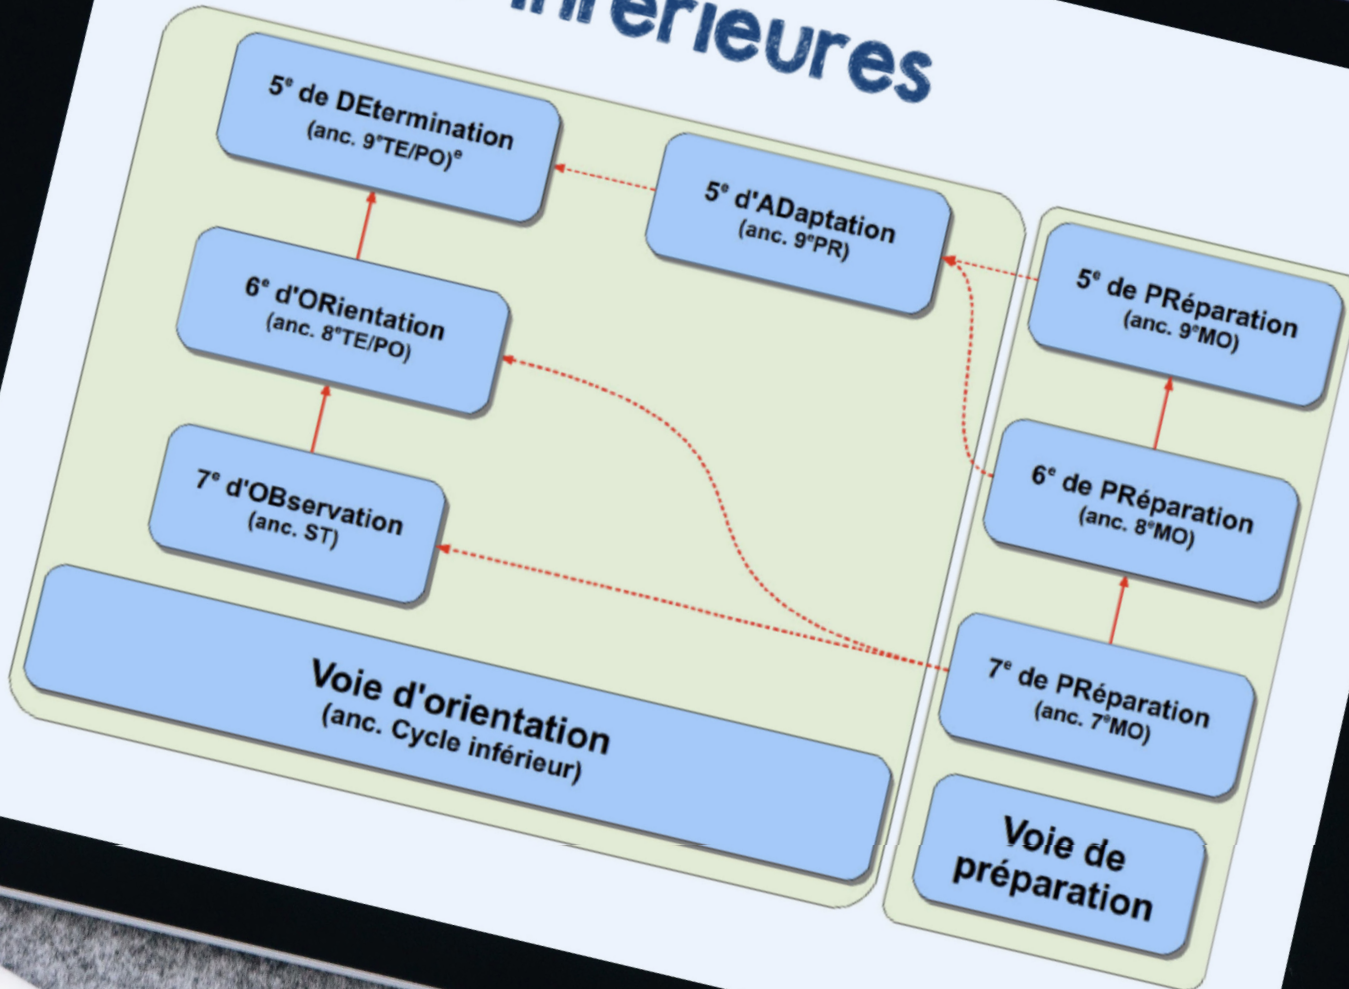 inférieures
5e de DEtermination
(anc. 9eTE/PO)e
5e d'ADaptation
(anc. 9ePR)
5e de PRéparation
(anc. 9eMO)
6e d'ORientation
(anc. 8eTE/PO)
6e de PRéparation
(anc. 8eMO)
7e d'OBservation
(anc. ST)
7e de PRéparation
(anc. 7eMO)
Voie d'orientation
(anc. Cycle inférieur)
Voie de
préparation